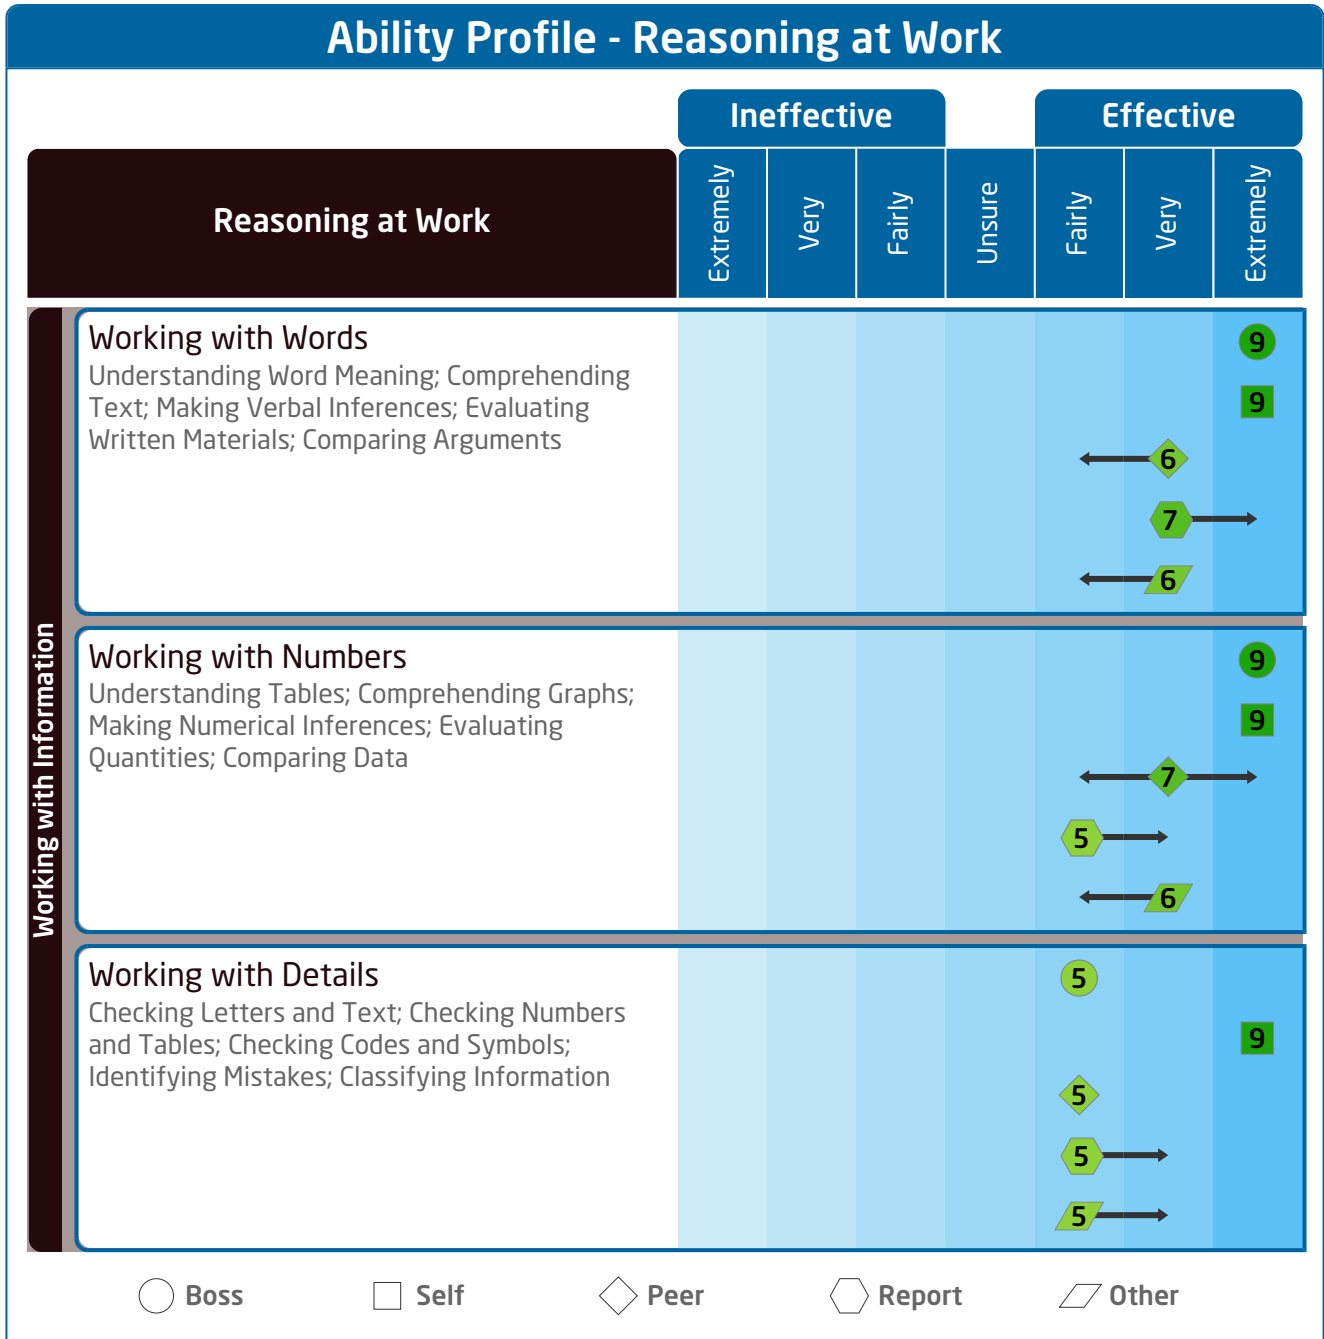 Ability Profile - Reasoning at Work
Ineffective
Effective
Reasoning at Work
Extremely
Very
Fairly
Unsure
Fairly
Very
Extremely
Working with Information
Working with Words
Understanding Word Meaning; Comprehending
Text; Making Verbal Inferences; Evaluating
Written Materials; Comparing Arguments
9
9
6
7
6
Working with Numbers
Understanding Tables; Comprehending Graphs;
Making Numerical Inferences; Evaluating
Quantities; Comparing Data
9
9
7
5
6
Working with Details
Checking Letters and Text; Checking Numbers
and Tables; Checking Codes and Symbols;
Identifying Mistakes; Classifying Information
5
9
5
5
5
Boss
Self
Peer
Report
Other